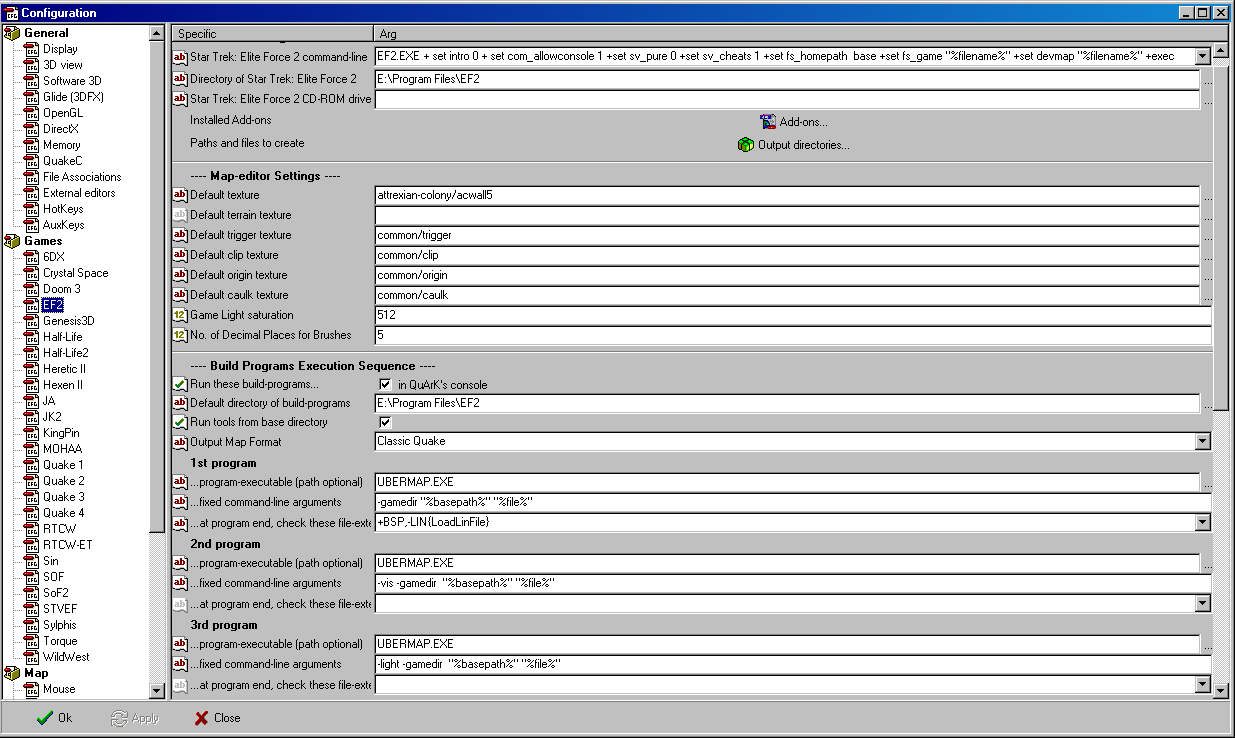 Configuration
General
Display
3D view
Software 3D
Glide (3DFX)
OpenGL
DirectX
Memory
QuakeC
File Associations
External editors
HotKeys
AuxKeys
Games
6DX
Crystal Space
Doom 3
EF2
Genesis3D
Half-Life
Half-Life2
Heretic II
Hexen II
JA
JK2
KingPin
MOHAA
Quake 1
Quake 2
Quake 3
Quake 4
RTCW
RTCW-ET
Sin
SOF
SoF2
STVEF
Sylphis
Torque
WildWest
Map
Mouse
Specific Arg
Star Trek: Elite Force 2 command-line EF2.EXE + set intro 0 + set com_allowconsole 1 +set sv_pure 0 +set sv_cheats 1 +set fs_homepath base +set fs_game "%filename%" +set devmap "%filename%" +exec
Directory of Star Trek: Elite Force 2 E:\Program Files\EF2 ...
Star Trek: Elite Force 2 CD-ROM drive ...
Installed Add-ons Add-ons...
Paths and files to create Output directories...
---- Map-editor Settings ----
Default texture attrexian-colony/acwall5 ...
Default terrain texture ...
Default trigger texture common/trigger ...
Default clip texture common/clip ...
Default origin texture common/origin ...
Default caulk texture common/caulk ...
Game Light saturation 512
No. of Decimal Places for Brushes 5
---- Build Programs Execution Sequence ----
Run these build-programs... in QuArK's console
Default directory of build-programs E:\Program Files\EF2 ...
Run tools from base directory
Output Map Format Classic Quake
1st program
...program-executable (path optional) UBERMAP.EXE ...
...fixed command-line arguments -gamedir "%basepath%" "%file%"
...at program end, check these file-exte +BSP,-LIN{LoadLinFile}
2nd program
...program-executable (path optional) UBERMAP.EXE ...
...fixed command-line arguments -vis -gamedir "%basepath%" "%file%"
...at program end, check these file-exte
3rd program
...program-executable (path optional) UBERMAP.EXE ...
...fixed command-line arguments -light -gamedir "%basepath%" "%file%"
...at program end, check these file-exte
Ok Apply Close